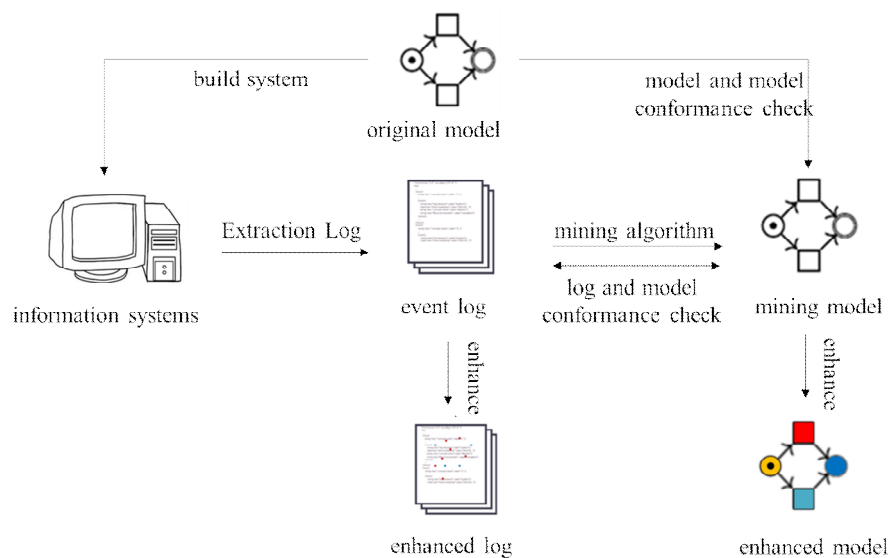 build system
original model
model and model
conformance check
Extraction Log
mining algorithm
log and model
conformance check
information systems
event log
mining model
enhance
enhance
enhanced log
enhanced model